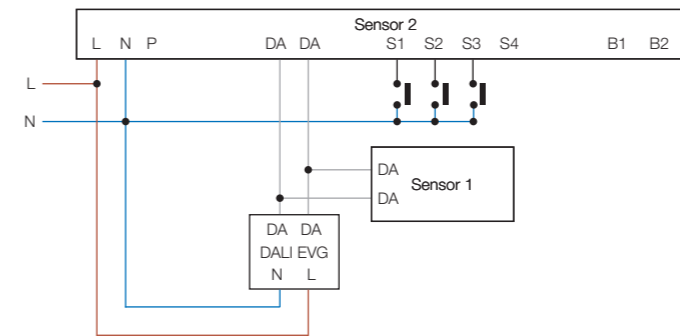 Sensor 2
L N P DA DA S1 S2 S3 S4 B1 B2
L
N
DA
Sensor 1
DA
DA DA
DALI EVG
N L